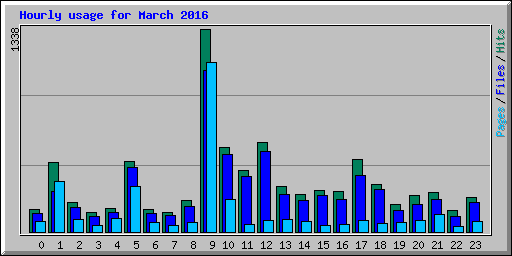 Hourly usage for March 2016
1338
Pages / Files / Hits
0 1 2 3 4 5 6 7 8 9 10 11 12 13 14 15 16 17 18 19 20 21 22 23